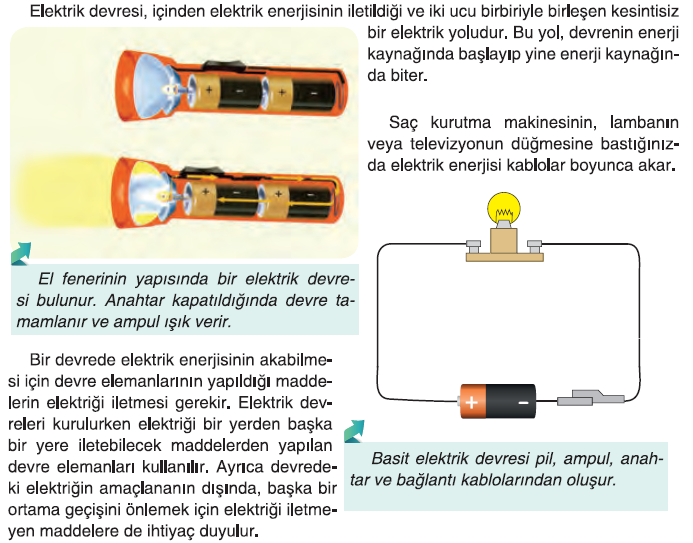 Elektrik devresi, içinden elektrik enerjisinin iletildiği ve iki ucu birbiriyle birleşen kesintisiz
bir elektrik yoludur. Bu yol, devrenin enerji
kaynağında başlayıp yine enerji kaynağın-
da biter.
Saç kurutma makinesinin, lambanın
veya televizyonun düğmesine bastığınız-
da elektrik enerjisi kablolar boyunca akar.
+ +
+ - +
El fenerinin yapısında bir elektrik devre-
si bulunur. Anahtar kapatıldığında devre ta-
mamlanır ve ampul ışık verir.
Bir devrede elektrik enerjisinin akabilme-
si için devre elemanlarının yapıldığı madde-
lerin elektriği iletmesi gerekir. Elektrik dev-
releri kurulurken elektriği bir yerden başka
bir yere iletebilecek maddelerden yapılan
devre elemanları kullanılır. Ayrıca devrede-
ki elektriğin amaçlananın dışında, başka bir
ortama geçişini önlemek için elektriği iletme-
yen maddelere de ihtiyaç duyulur.
+ -
Basit elektrik devresi pil, ampul, anah-
tar ve bağlantı kablolarından oluşur.